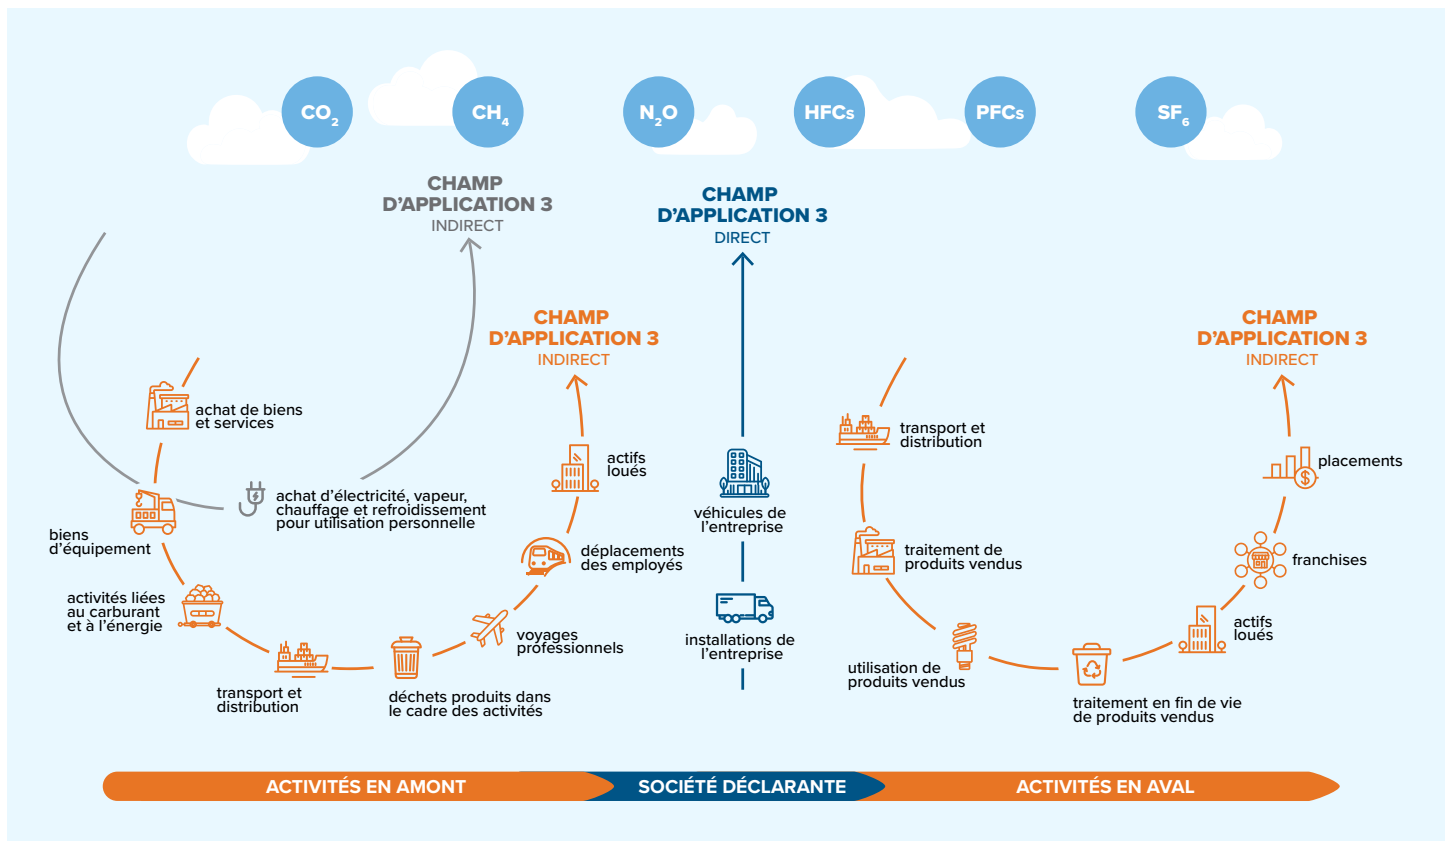 CO2
CH4
N2O
HFCs
PFCs
SF6
CHAMP
D'APPLICATION 3
INDIRECT
CHAMP
D'APPLICATION 3
DIRECT
CHAMP
D'APPLICATION 3
INDIRECT
CHAMP
D'APPLICATION 3
INDIRECT
achat de biens
et services
achat d'électricité, vapeur,
chauffage et refroidissement
pour utilisation personnelle
biens
d'équipement
activités liées
au carburant
et à l'énergie
transport et
distribution
déchets produits dans
le cadre des activités
voyages
professionnels
déplacements
des employés
actifs
loués
véhicules de
l'entreprise
installations de
l'entreprise
transport et
distribution
traitement de
produits vendus
utilisation de
produits vendus
traitement en fin de vie
de produits vendus
actifs
loués
franchises
placements
$
ACTIVITÉS EN AMONT
SOCIÉTÉ DÉCLARANTE
ACTIVITÉS EN AVAL